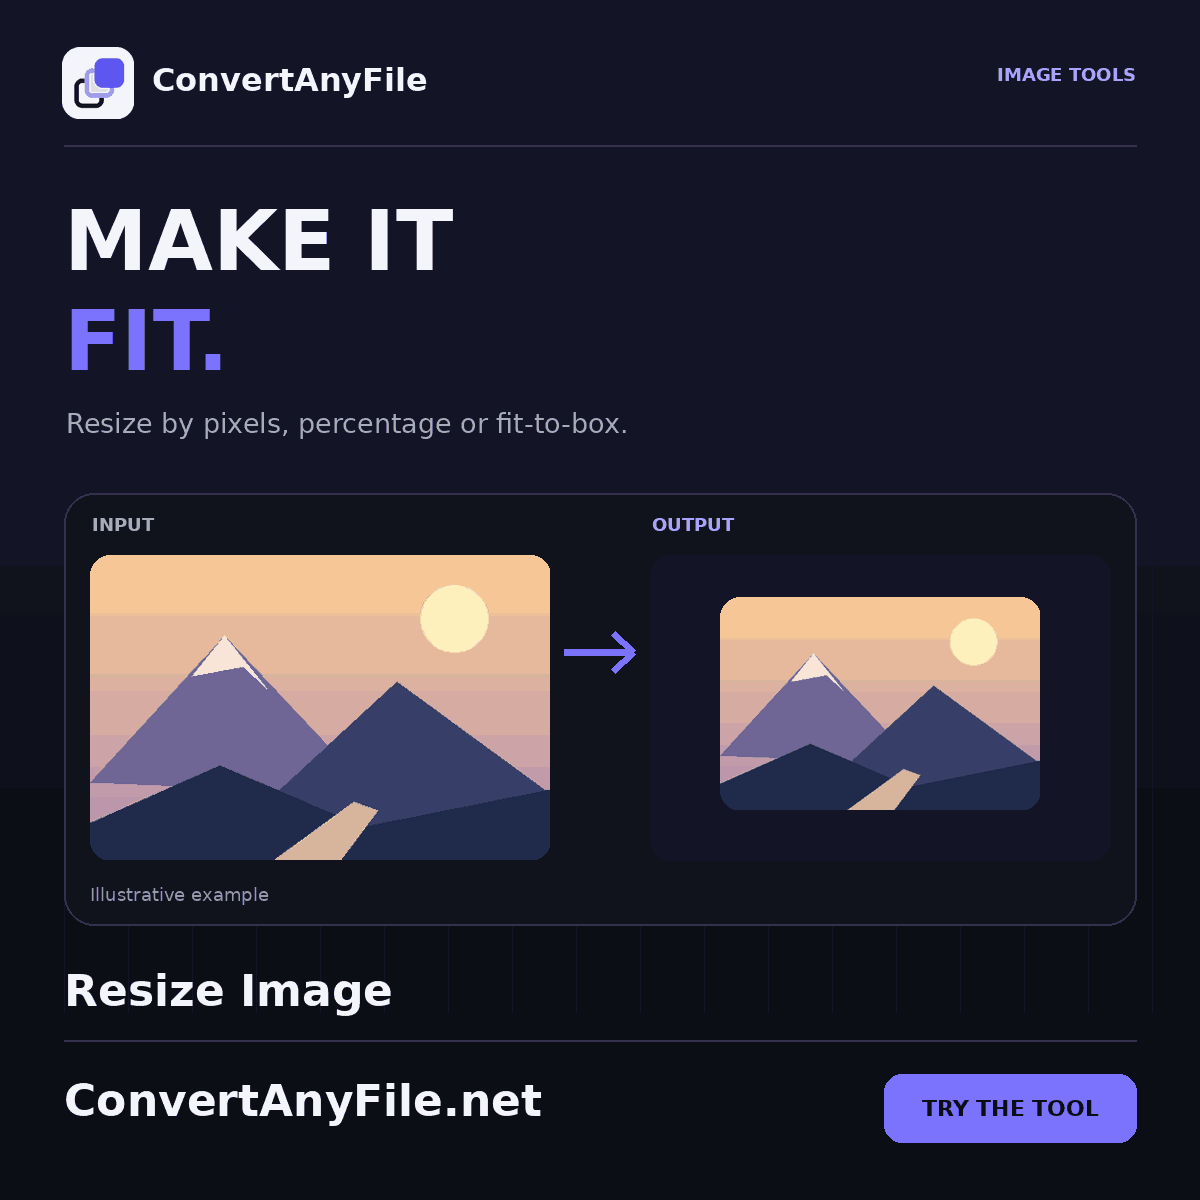 ConvertAnyFile
IMAGE TOOLS
MAKE IT
FIT.
Resize by pixels, percentage or fit-to-box.
INPUT
OUTPUT
Illustrative example
Resize Image
ConvertAnyFile.net
TRY THE TOOL